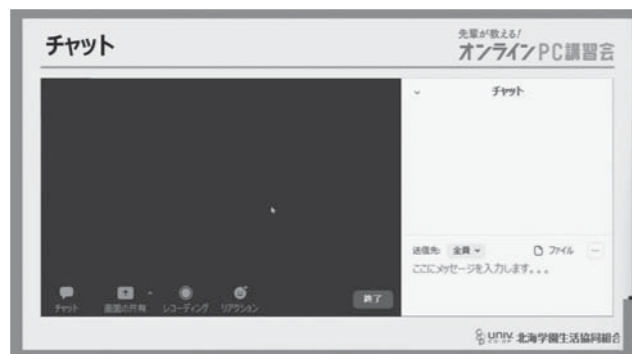 チャット
先輩が教える!
オンラインPC講習会
チャット
送信先: 全員
ファイル
ここにメッセージを入力します。。。
チャット
画面の共有
レコーディング
リアクション
終了
univ.
CO-OP
北海学園生活協同組合